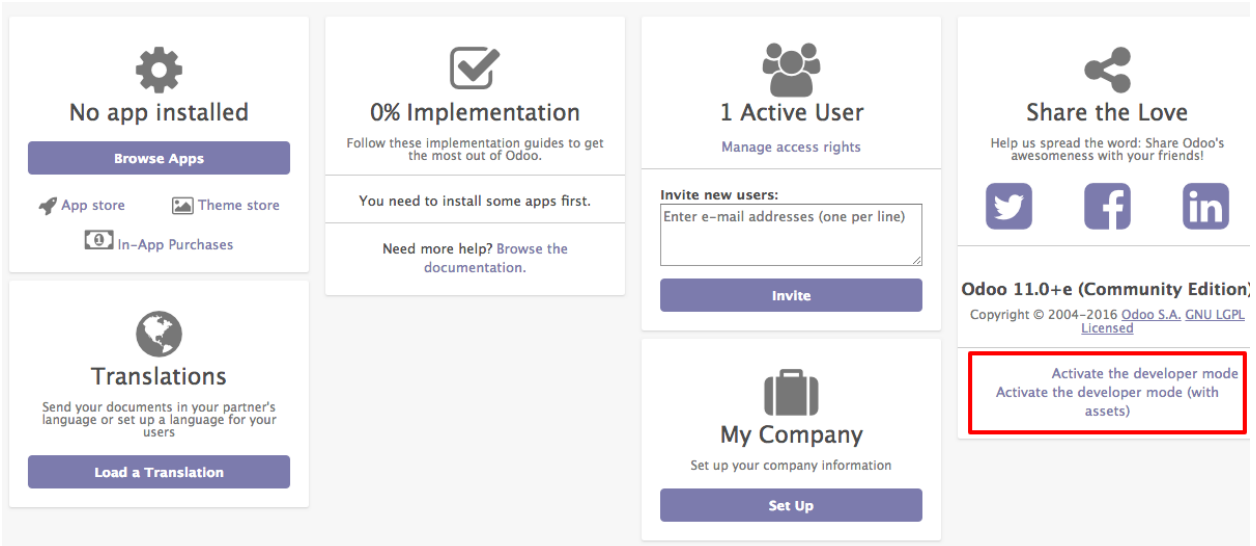 No app installed
Browse Apps
App store
Theme store
In-App Purchases
Translations
Send your documents in your partner's
language or set up a language for your
users
Load a Translation
0% Implementation
Follow these implementation guides to get
the most out of Odoo.
You need to install some apps first.
Need more help? Browse the
documentation.
1 Active User
Manage access rights
Invite new users:
Enter e-mail addresses (one per line)
Invite
My Company
Set up your company information
Set Up
Share the Love
Help us spread the word: Share Odoo's
awesomeness with your friends!
in
Odoo 11.0+e (Community Edition)
Copyright © 2004-2016 Odoo S.A. GNU LGPL
Licensed
Activate the developer mode
Activate the developer mode (with
assets)